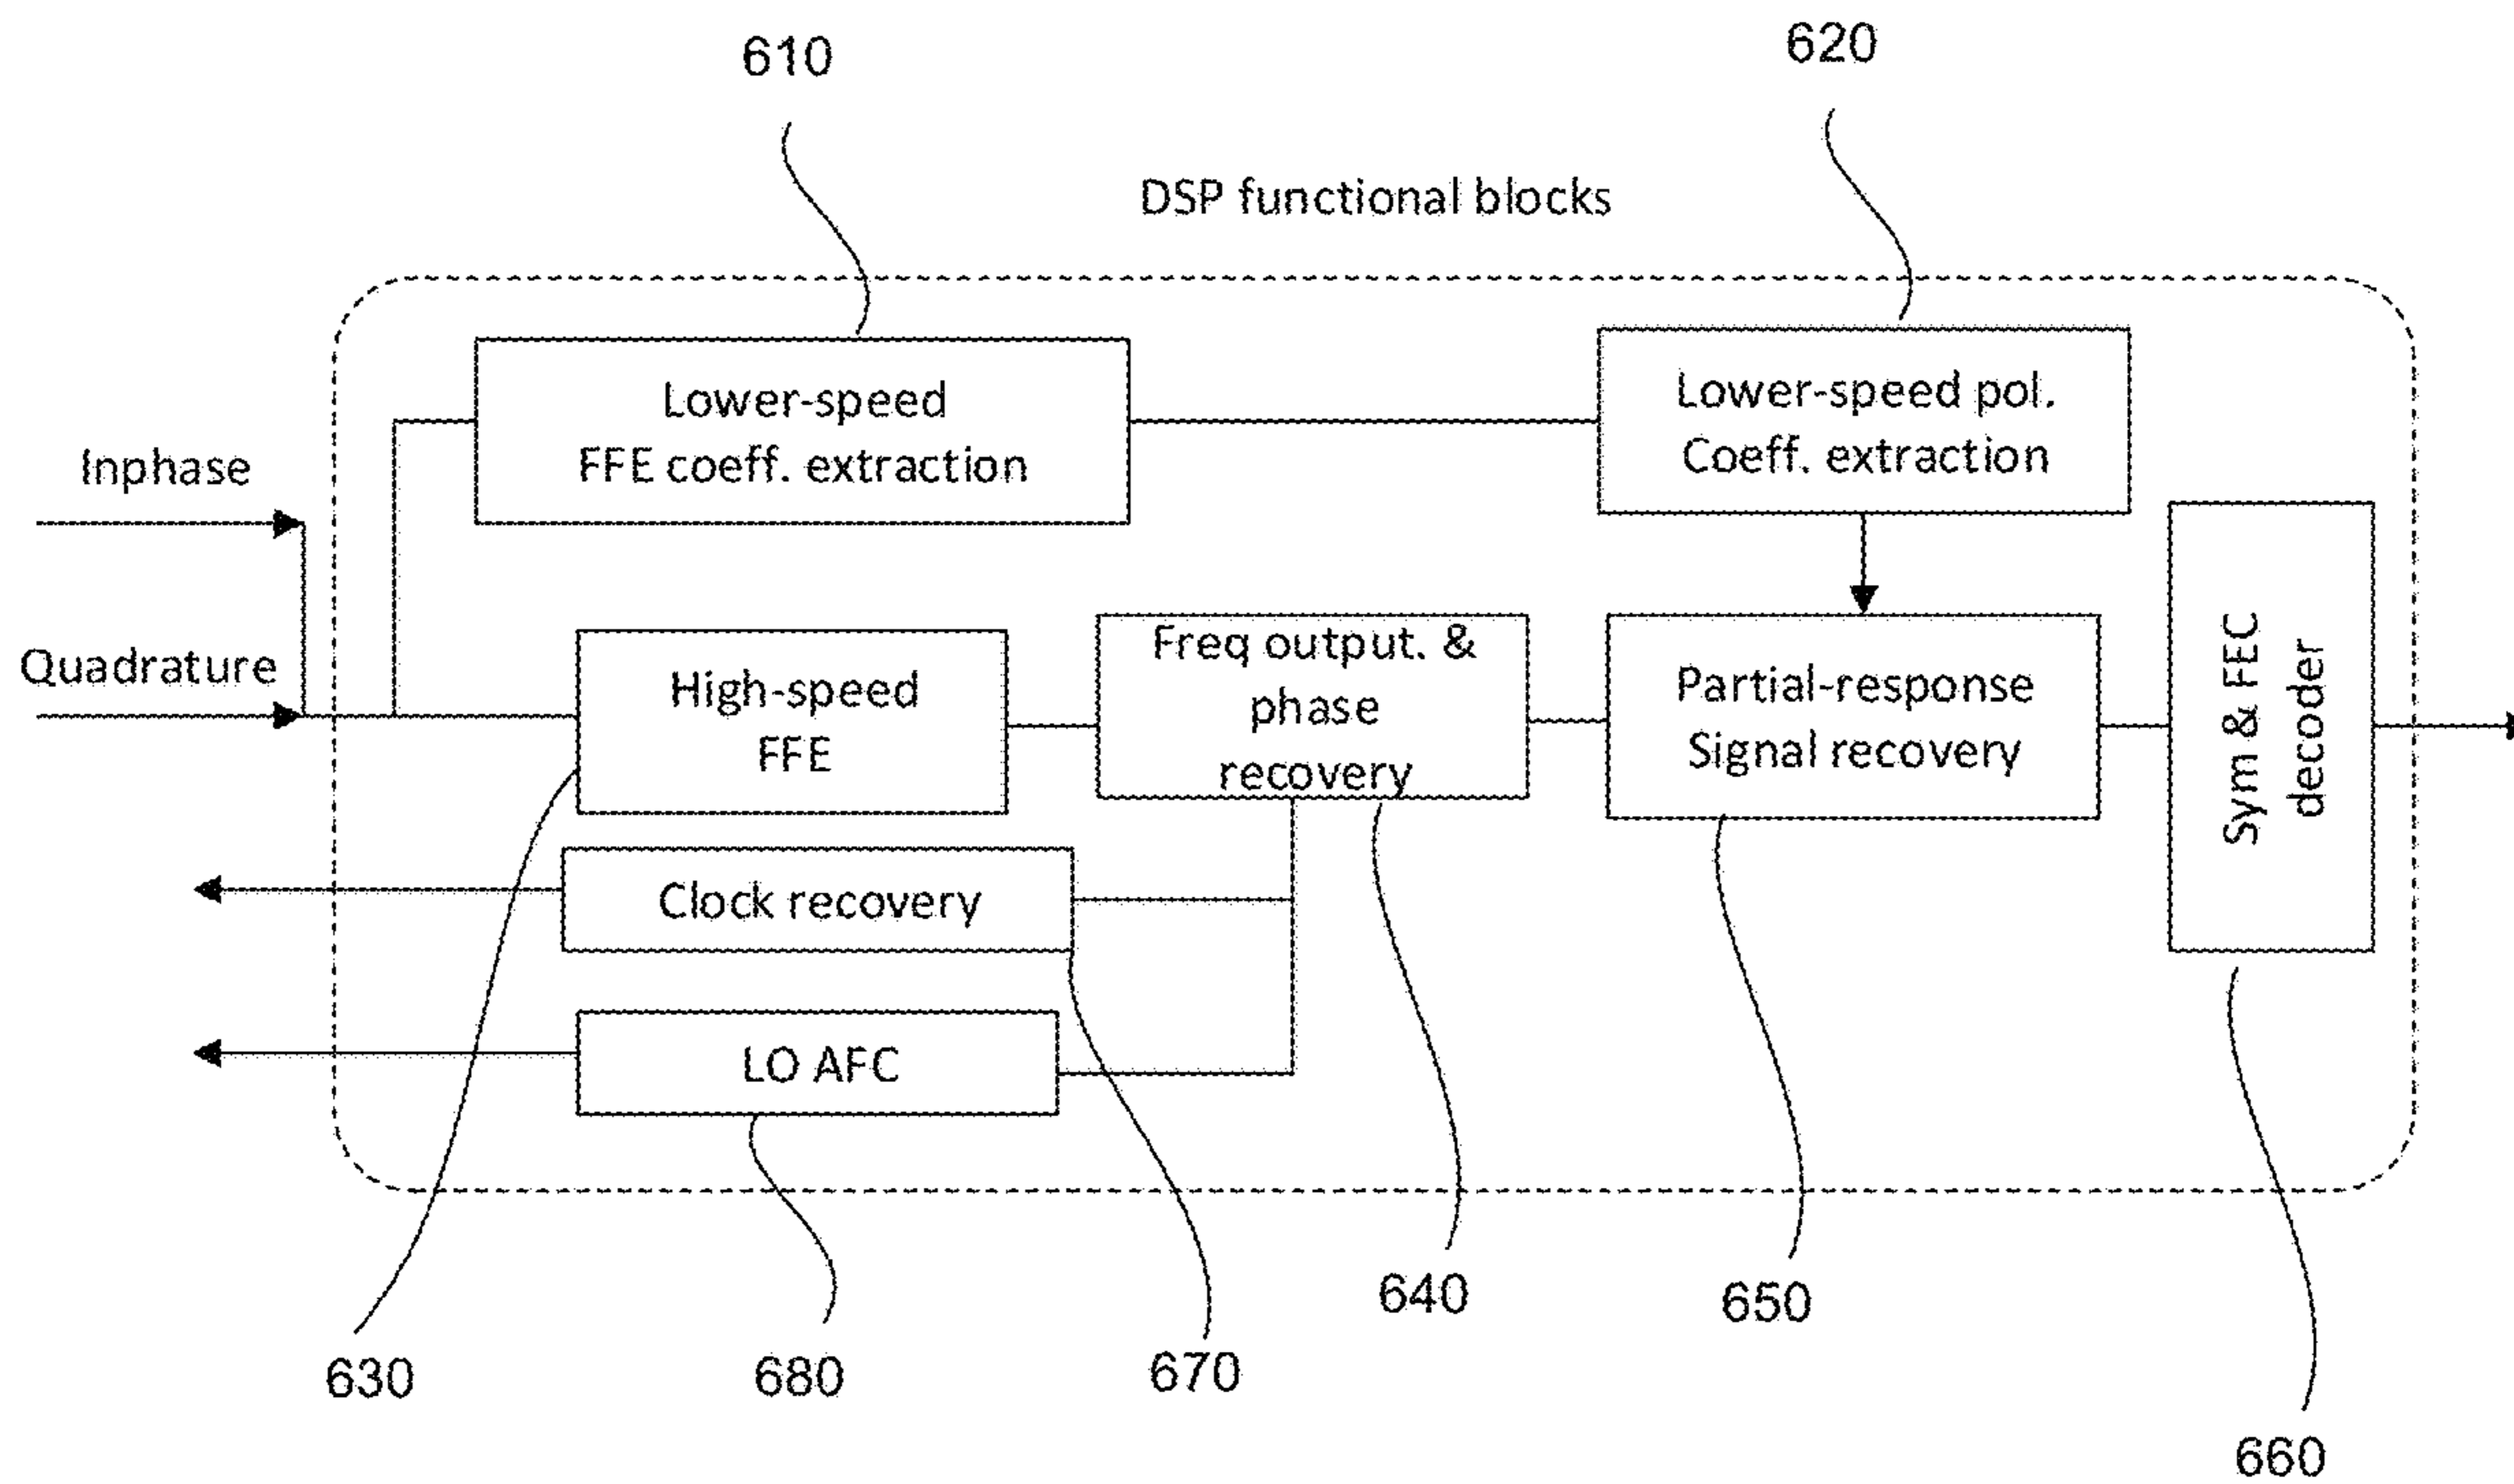 610
620
DSP functional blocks
Lower-speed
FFE coeff. extraction
Lower-speed pol.
Coeff. extraction
Inphase
Quadrature
High-speed
FFE
Freq output. &
phase
recovery
Partial-response
Signal recovery
Sym & FEC
decoder
Clock recovery
LO AFC
630
680
670
640
650
660